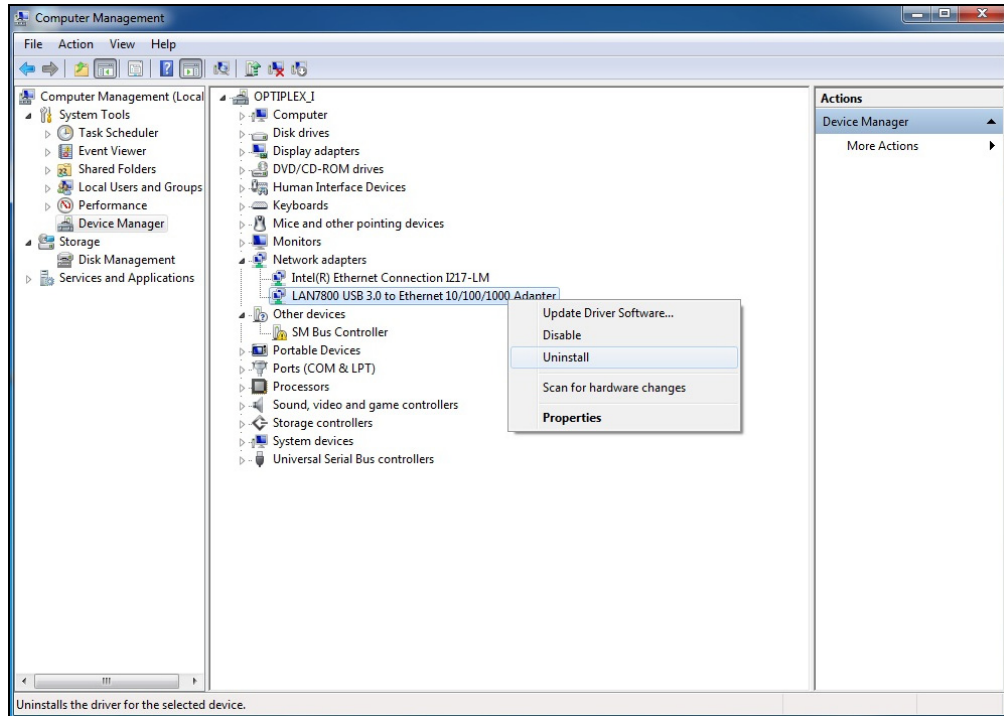 Computer Management
File Action View Help
Computer Management (Local
System Tools
Task Scheduler
Event Viewer
Shared Folders
Local Users and Groups
Performance
Device Manager
Storage
Disk Management
Services and Applications
OPTIPLEX_I
Computer
Disk drives
Display adapters
DVD/CD-ROM drives
Human Interface Devices
Keyboards
Mice and other pointing devices
Monitors
Network adapters
Intel(R) Ethernet Connection I217-LM
LAN7800 USB 3.0 to Ethernet 10/100/1000 Adapter
Other devices
SM Bus Controller
Portable Devices
Ports (COM & LPT)
Processors
Sound, video and game controllers
Storage controllers
System devices
Universal Serial Bus controllers
Update Driver Software...
Disable
Uninstall
Scan for hardware changes
Properties
Actions
Device Manager
More Actions
Uninstalls the driver for the selected device.